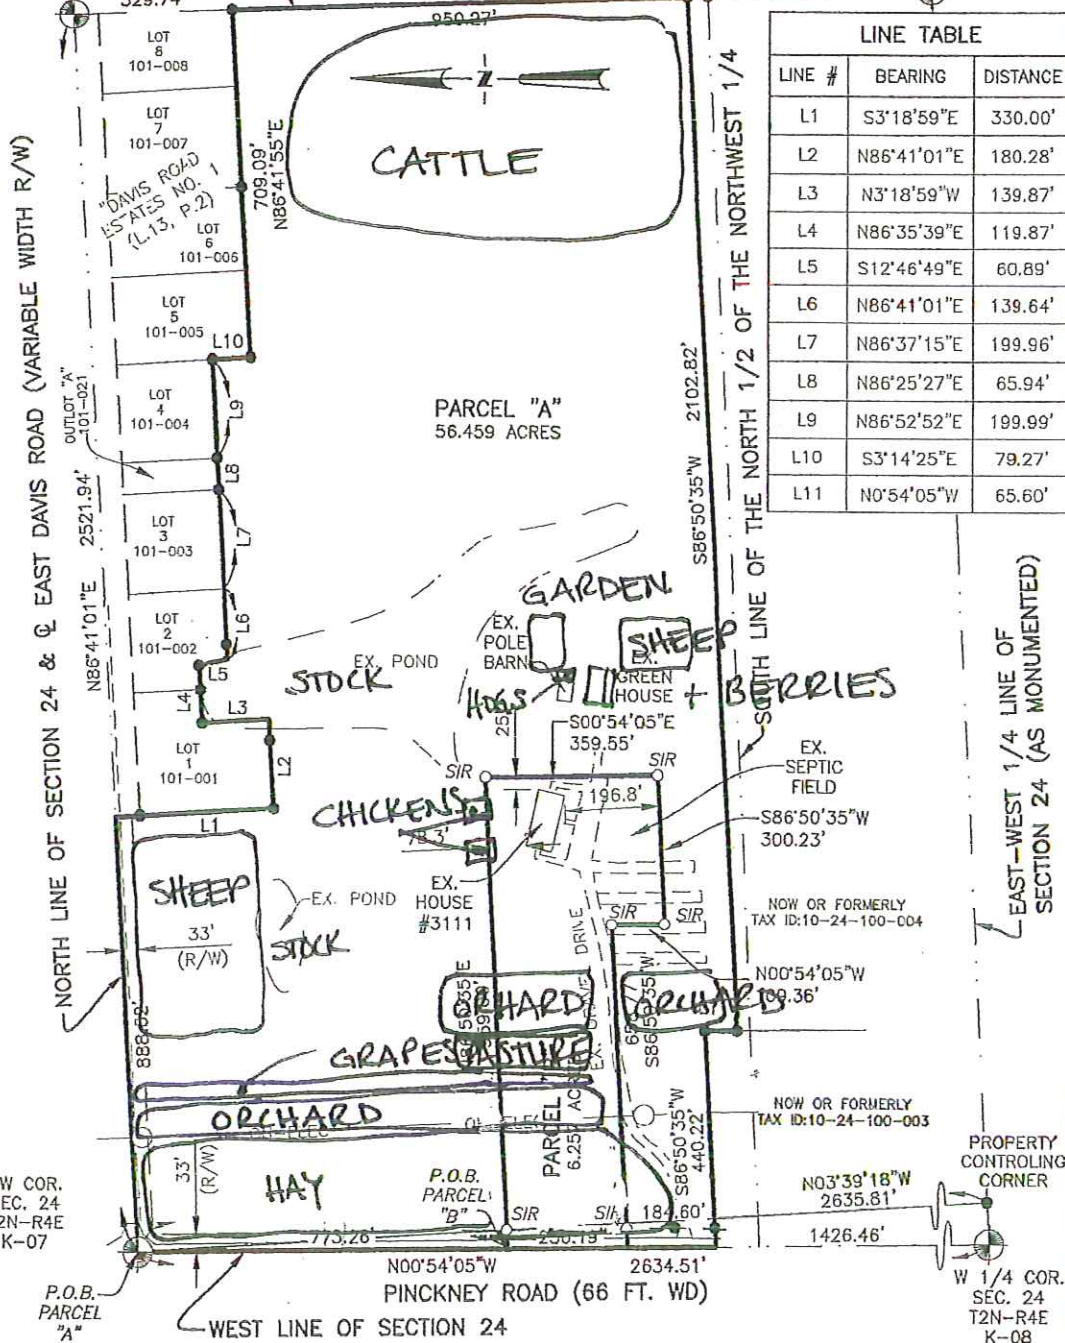 329.74'
950.27'
LOT
8
101-008
LOT
7
101-007
"DAVIS ROAD
ESTATES NO. 1
(L.13, P.2)
LOT
6
101-006
LOT
5
101-005
LOT
4
101-004
OUTLOT "A"
101-021
LOT
3
101-003
LOT
2
101-002
LOT
1
101-001
709.09'
N86°41'55"E
Z
CATTLE
LINE TABLE
LINE # BEARING DISTANCE
L1 S3°18'59"E 330.00'
L2 N86°41'01"E 180.28'
L3 N3°18'59"W 139.87'
L4 N86°35'39"E 119.87'
L5 S12°46'49"E 60.89'
L6 N86°41'01"E 139.64'
L7 N86°37'15"E 199.96'
L8 N86°25'27"E 65.94'
L9 N86°52'52"E 199.99'
L10 S3°14'25"E 79.27'
L11 N0°54'05"W 65.60'
NORTH LINE OF SECTION 24 & ℄ EAST DAVIS ROAD (VARIABLE WIDTH R/W)
N86°41'01"E 2521.94'
L10
L9
L8
L7
L6
L5
L4
L3
L2
L1
PARCEL "A"
56.459 ACRES
S86°50'35"W 2102.82'
SOUTH LINE OF THE NORTH 1/2 OF THE NORTHWEST 1/4
EAST-WEST 1/4 LINE OF
SECTION 24 (AS MONUMENTED)
GARDEN
EX.
POLE
BARN
SHEEP
EX.
GREEN
HOUSE
+ BERRIES
EX. POND
STOCK
HOGS
S00°54'05"E
359.55'
SIR
SIR
EX.
SEPTIC
FIELD
196.8'
S86°50'35"W
300.23'
CHICKENS
EX.
HOUSE
#3111
SHEEP
EX. POND
STOCK
33'
(R/W)
SIR
SIR
NOW OR FORMERLY
TAX ID:10-24-100-004
DRIVE
N00°54'05"W
ORCHARD
ORCHARD
GRAPES
PASTURE
ORCHARD
HAY
33'
(R/W)
PARCEL
P.O.B.
PARCEL
"B"
SIR
S86°50'35"W
440.22'
184.60'
NOW OR FORMERLY
TAX ID:10-24-100-003
PROPERTY
CONTROLING
CORNER
N03°39'18"W
2635.81'
1426.46'
W COR.
SEC. 24
T2N-R4E
K-07
P.O.B.
PARCEL
"A"
N00°54'05"W 2634.51'
PINCKNEY ROAD (66 FT. WD)
WEST LINE OF SECTION 24
W 1/4 COR.
SEC. 24
T2N-R4E
K-08